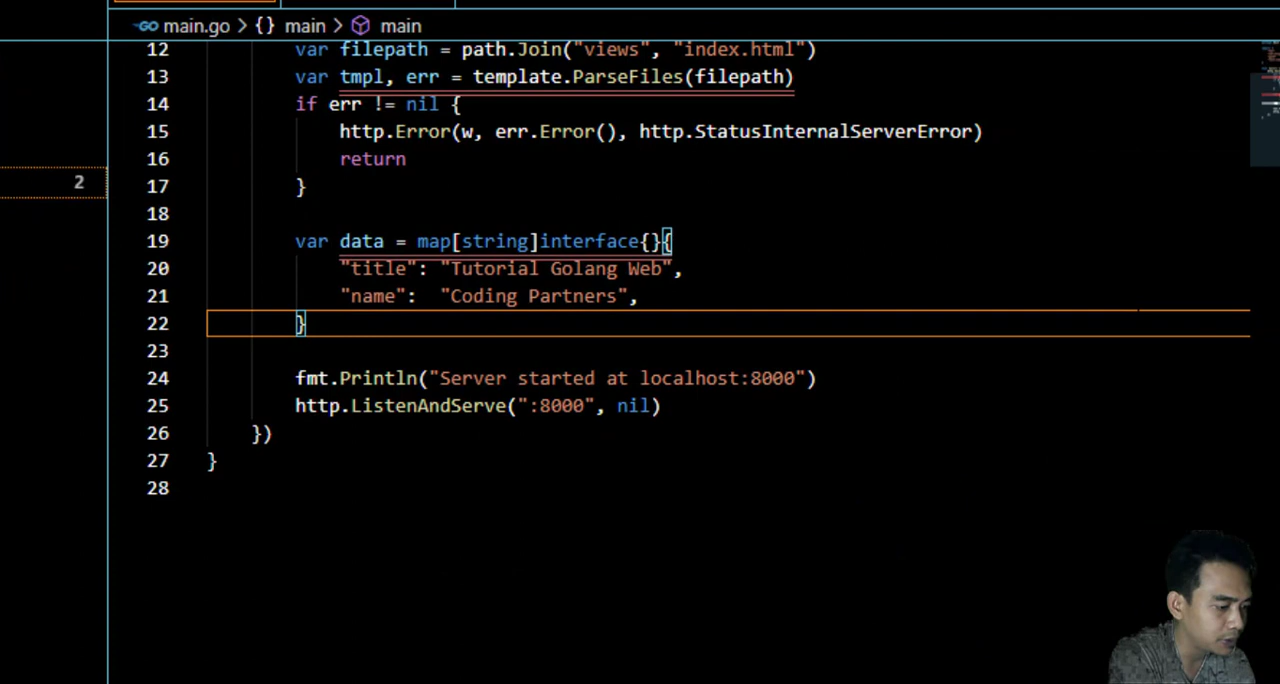 GO main.go > {} main > main
12 var filepath = path.Join("views", "index.html")
13 var tmpl, err = template.ParseFiles(filepath)
14 if err != nil {
15 http.Error(w, err.Error(), http.StatusInternalServerError)
16 return
17 }
18
19 var data = map[string]interface{}{
20 "title": "Tutorial Golang Web",
2
21 "name":  "Coding Partners",
22 }
23
24 fmt.Println("Server started at localhost:8000")
25 http.ListenAndServe(":8000", nil)
26 })
27 }
28